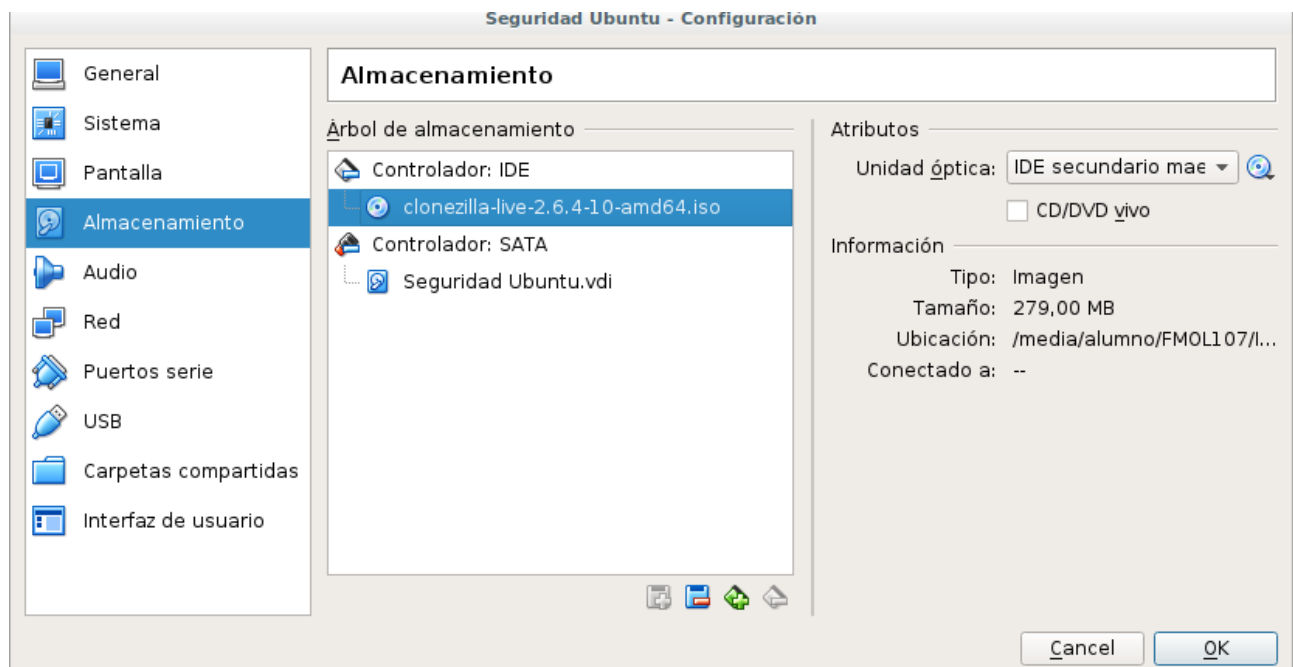 Seguridad Ubuntu - Configuración
General
Sistema
Pantalla
Almacenamiento
Audio
Red
Puertos serie
USB
Carpetas compartidas
Interfaz de usuario
Almacenamiento
Árbol de almacenamiento
Controlador: IDE
clonezilla-live-2.6.4-10-amd64.iso
Controlador: SATA
Seguridad Ubuntu.vdi
Atributos
Unidad óptica: IDE secundario mae
CD/DVD vivo
Información
Tipo: Imagen
Tamaño: 279,00 MB
Ubicación: /media/alumno/FMOL107/I...
Conectado a: --
Cancel OK